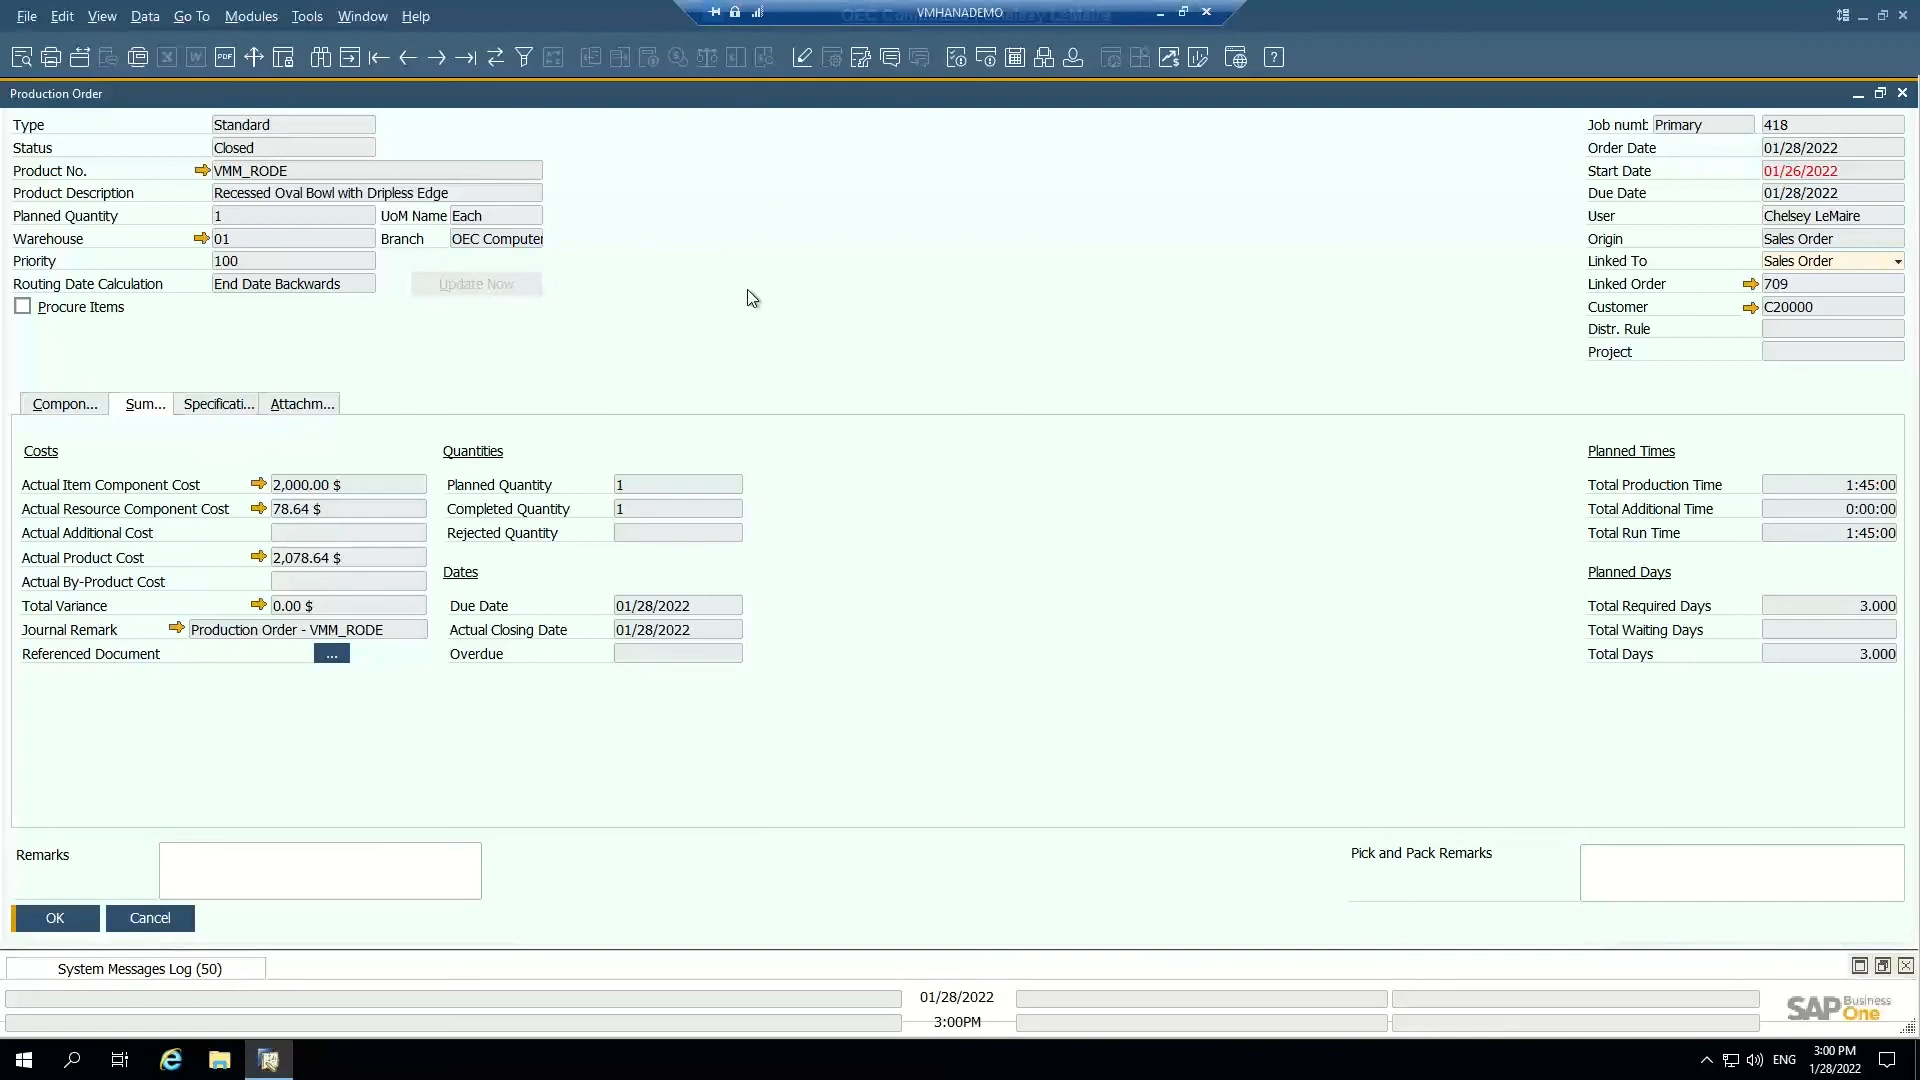 File Edit View Data Go To Modules Tools Window Help
VMHANADEMO
PDF
Production Order
Type Standard
Status Closed
Product No. VMM_RODE
Product Description Recessed Oval Bowl with Dripless Edge
Planned Quantity 1 UoM Name Each
Warehouse 01 Branch OEC Computer
Priority 100
Routing Date Calculation End Date Backwards Update Now
Procure Items
Job numb Primary 418
Order Date 01/28/2022
Start Date 01/26/2022
Due Date 01/28/2022
User Chelsey LeMaire
Origin Sales Order
Linked To Sales Order
Linked Order 709
Customer C20000
Distr. Rule
Project
Compon... Sum... Specificati... Attachm...
Costs
Actual Item Component Cost 2,000.00 $
Actual Resource Component Cost 78.64 $
Actual Additional Cost
Actual Product Cost 2,078.64 $
Actual By-Product Cost
Total Variance 0.00 $
Journal Remark Production Order - VMM_RODE
Referenced Document ...
Quantities
Planned Quantity 1
Completed Quantity 1
Rejected Quantity
Dates
Due Date 01/28/2022
Actual Closing Date 01/28/2022
Overdue
Planned Times
Total Production Time 1:45:00
Total Additional Time 0:00:00
Total Run Time 1:45:00
Planned Days
Total Required Days 3.000
Total Waiting Days
Total Days 3.000
Remarks
Pick and Pack Remarks
OK Cancel
System Messages Log (50)
01/28/2022
3:00PM
SAP Business One
ENG
3:00 PM
1/28/2022